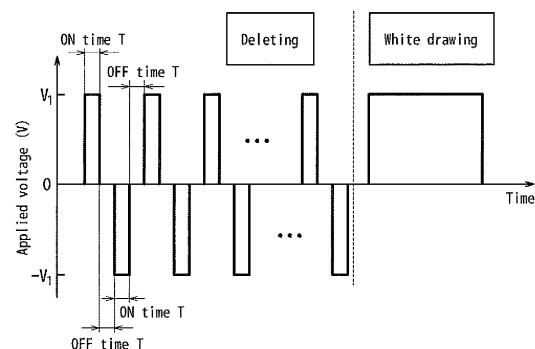 Deleting
White drawing
ON time T
OFF time T
V1
0
-V1
Applied voltage (V)
Time
ON time T
OFF time T